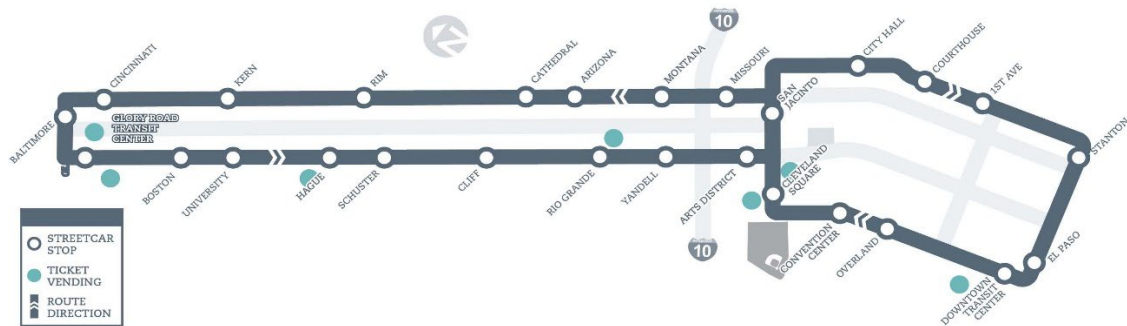 10
CINCINNATI
KERN
RIM
CATHEDRAL
ARIZONA
MONTANA
MISSOURI
SAN
JACINTO
CITY HALL
COURTHOUSE
1ST AVE
STANTON
BALTIMORE
GLORY ROAD
TRANSIT
CENTER
BOSTON
UNIVERSITY
HAGUE
SCHUSTER
CLIFF
RIO GRANDE
YANDELL
ARTS DISTRICT
CLEVELAND
SQUARE
CONVENTION
CENTER
OVERLAND
EL PASO
DOWNTOWN
TRANSIT
CENTER
10
STREETCAR
STOP
TICKET
VENDING
ROUTE
DIRECTION